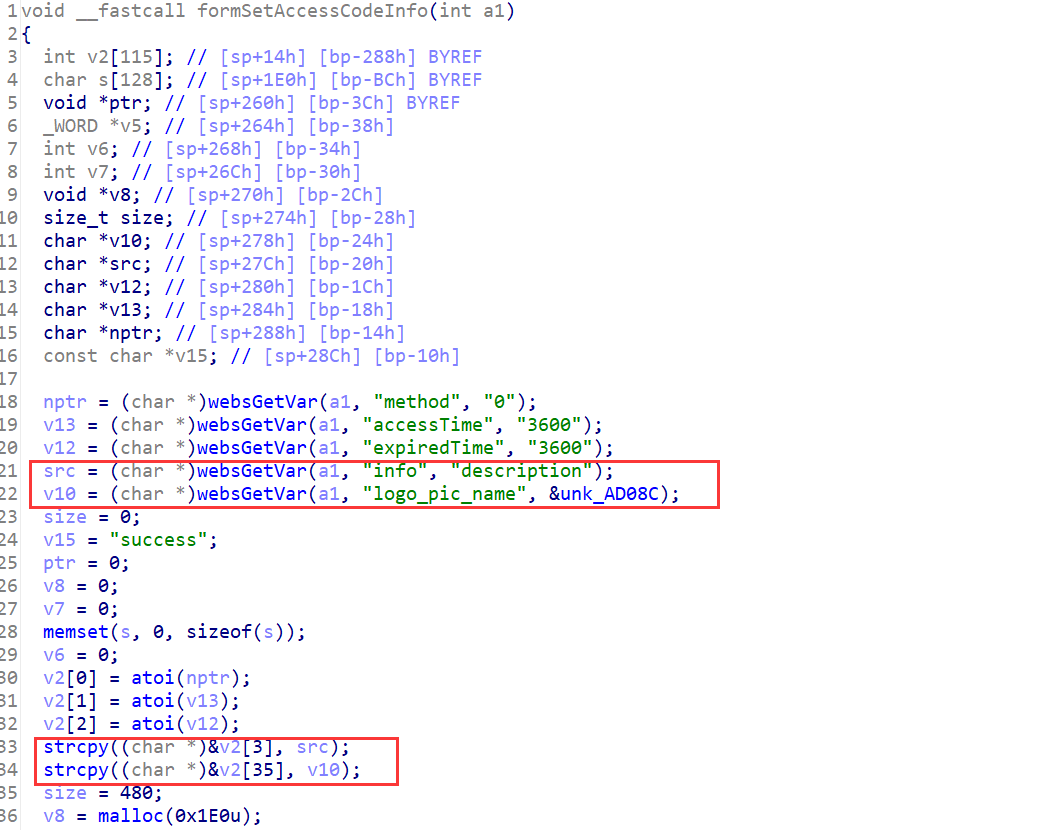 1void __fastcall formSetAccessCodeInfo(int a1)
2{
3 int v2[115]; // [sp+14h] [bp-288h] BYREF
4 char s[128]; // [sp+1E0h] [bp-BCh] BYREF
5 void *ptr; // [sp+260h] [bp-3Ch] BYREF
6 _WORD *v5; // [sp+264h] [bp-38h]
7 int v6; // [sp+268h] [bp-34h]
8 int v7; // [sp+26Ch] [bp-30h]
9 void *v8; // [sp+270h] [bp-2Ch]
10 size_t size; // [sp+274h] [bp-28h]
11 char *v10; // [sp+278h] [bp-24h]
12 char *src; // [sp+27Ch] [bp-20h]
13 char *v12; // [sp+280h] [bp-1Ch]
14 char *v13; // [sp+284h] [bp-18h]
15 char *nptr; // [sp+288h] [bp-14h]
16 const char *v15; // [sp+28Ch] [bp-10h]
17
18 nptr = (char *)websGetVar(a1, "method", "0");
19 v13 = (char *)websGetVar(a1, "accessTime", "3600");
20 v12 = (char *)websGetVar(a1, "expiredTime", "3600");
21 src = (char *)websGetVar(a1, "info", "description");
22 v10 = (char *)websGetVar(a1, "logo_pic_name", &unk_AD08C);
23 size = 0;
24 v15 = "success";
25 ptr = 0;
26 v8 = 0;
27 v7 = 0;
28 memset(s, 0, sizeof(s));
29 v6 = 0;
30 v2[0] = atoi(nptr);
31 v2[1] = atoi(v13);
32 v2[2] = atoi(v12);
33 strcpy((char *)&v2[3], src);
34 strcpy((char *)&v2[35], v10);
35 size = 480;
36 v8 = malloc(0x1E0u);